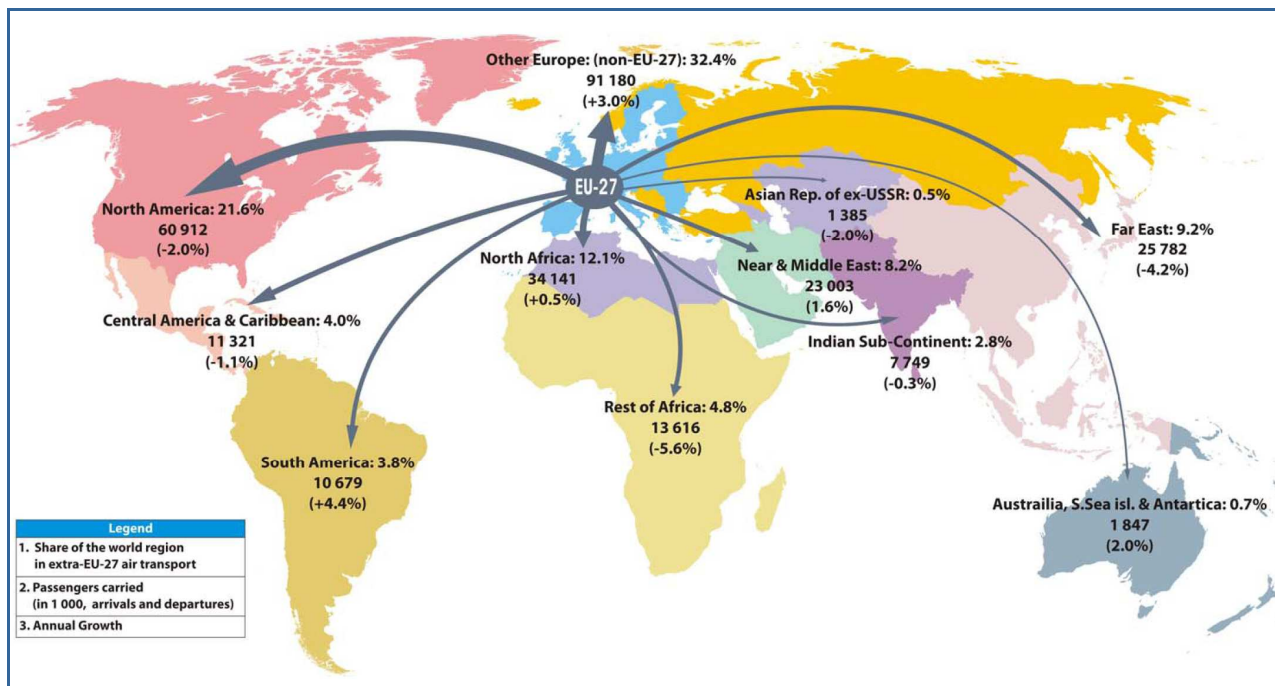 Other Europe: (non-EU-27): 32.4%
91 180
(+3.0%)
EU-27
North America: 21.6%
60 912
(-2.0%)
Asian Rep. of ex-USSR: 0.5%
1 385
(-2.0%)
Far East: 9.2%
25 782
(-4.2%)
North Africa: 12.1%
34 141
(+0.5%)
Near & Middle East: 8.2%
23 003
(1.6%)
Central America & Caribbean: 4.0%
11 321
(-1.1%)
Indian Sub-Continent: 2.8%
7 749
(-0.3%)
Rest of Africa: 4.8%
13 616
(-5.6%)
South America: 3.8%
10 679
(+4.4%)
Austrailia, S.Sea isl. & Antartica: 0.7%
1 847
(2.0%)
Legend
1. Share of the world region
in extra-EU-27 air transport
2. Passengers carried
(in 1 000, arrivals and departures)
3. Annual Growth